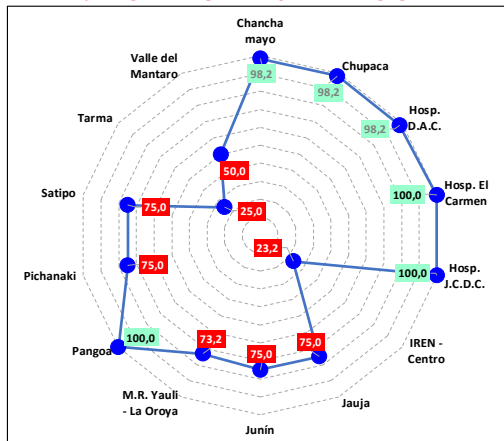 Chancha
mayo
98,2
Chupaca
98,2
Hosp.
D.A.C.
98,2
Hosp. El
Carmen
100,0
Hosp.
J.C.D.C.
100,0
IREN -
Centro
23,2
Jauja
75,0
Junín
75,0
M.R. Yauli
- La Oroya
73,2
Pangoa
100,0
Pichanaki
75,0
Satipo
75,0
Tarma
25,0
Valle del
Mantaro
50,0